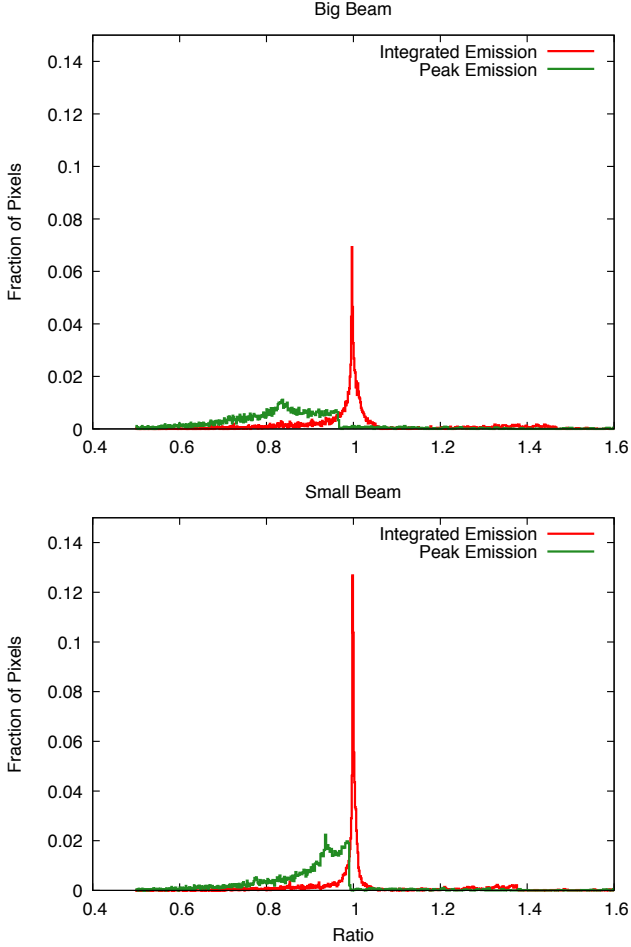 Big Beam
Integrated Emission
Peak Emission
0.14
0.12
0.1
0.08
0.06
0.04
0.02
0
Fraction of Pixels
0.4 0.6 0.8 1 1.2 1.4 1.6
Small Beam
Integrated Emission
Peak Emission
0.14
0.12
0.1
0.08
0.06
0.04
0.02
0
Fraction of Pixels
0.4 0.6 0.8 1 1.2 1.4 1.6
Ratio